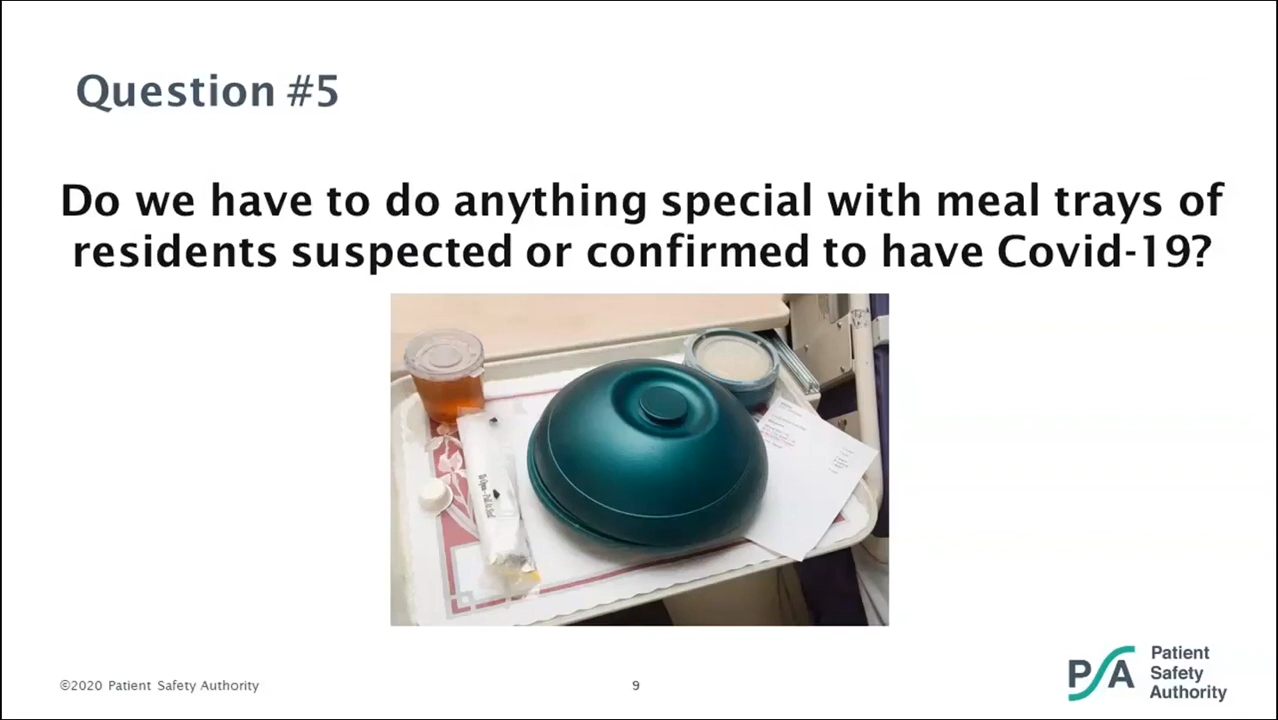 Question #5
Do we have to do anything special with meal trays of
residents suspected or confirmed to have Covid-19?
©2020 Patient Safety Authority
9
PSA
Patient
Safety
Authority